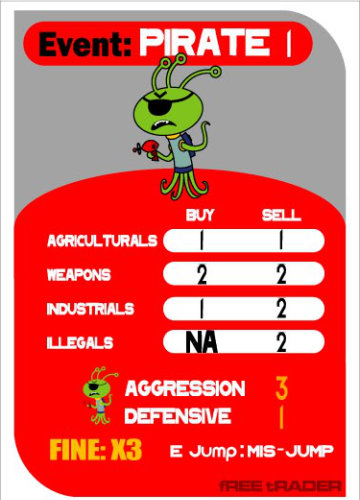 Event: PIRATE 1
BUY SELL
AGRICULTURALS 1 1
WEAPONS 2 2
INDUSTRIALS 1 2
ILLEGALS NA 2
AGGRESSION 3
DEFENSIVE 1
FINE: X3 E Jump: MIS-JUMP
fREE tRADER